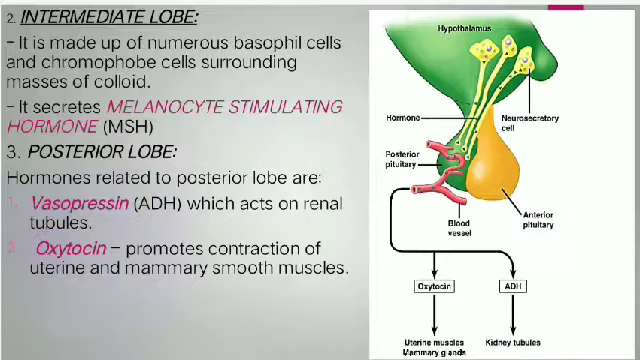 2. INTERMEDIATE LOBE:
– It is made up of numerous basophil cells
and chromophobe cells surrounding
masses of colloid.
– It secretes MELANOCYTE STIMULATING
HORMONE (MSH)
3. POSTERIOR LOBE:
Hormones related to posterior lobe are:
1. Vasopressin (ADH) which acts on renal
tubules.
2. Oxytocin – promotes contraction of
uterine and mammary smooth muscles.
Hypothalamus
Hormone
Neurosecretory
cell
Posterior
pituitary
Blood
vessel
Anterior
pituitary
Oxytocin
ADH
Uterine muscles
Mammary glands
Kidney tubules